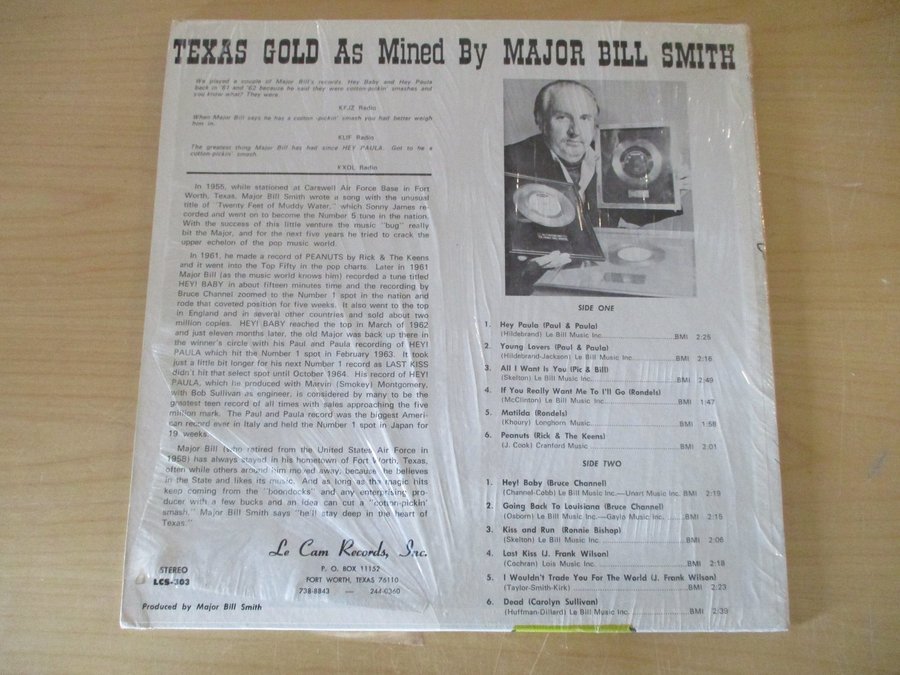 TEXAS GOLD As Mined By MAJOR BILL SMITH
We played a couple of Major Bill's records, Hey Baby and Hey Paula
back in '61 and '62 because he said they were cotton-pickin' smashes and
you know what? They were.
KFJZ Radio
When Major Bill says he has a cotton -pickin' smash you had better weigh
him in.
KLIF Radio
The greatest thing Major Bill has had since HEY PAULA. Got to be a
cotton-pickin' smash.
KXOL Radio
In 1955, while stationed at Carswell Air Force Base in Fort
Worth, Texas, Major Bill Smith wrote a song with the unusual
title of "Twenty Feet of Muddy Water," which Sonny James re-
corded and went on to become the Number 5 tune in the nation.
With the success of this little venture the music "bug" really
bit the Major, and for the next five years he tried to crack the
upper echelon of the pop music world.
In 1961, he made a record of PEANUTS by Rick & The Keens
and it went into the Top Fifty in the pop charts. Later in 1961
Major Bill (as the music world knows him) recorded a tune titled
HEY! BABY in about fifteen minutes time and the recording by
Bruce Channel zoomed to the Number 1 spot in the nation and
rode that coveted position for five weeks. It also went to the top
in England and in several other countries and sold about two
million copies. HEY! BABY reached the top in March of 1962
and just eleven months later, the old Major was back up there in
the winner's circle with his Paul and Paula recording of HEY!
PAULA which hit the Number 1 spot in February 1963. It took
just a little bit longer for his next Number 1 record as LAST KISS
didn't hit that select spot until October 1964. His record of HEY!
PAULA, which he produced with Marvin (Smokey) Montgomery,
with Bob Sullivan as engineer, is considered by many to be the
greatest teen record of all times with sales approaching the five
million mark. The Paul and Paula record was the biggest Ameri-
can record ever in Italy and held the Number 1 spot in Japan for
19 weeks.
Major Bill (who retired from the United States Air Force in
1958) has always stayed in his hometown of Fort Worth, Texas,
often while others around him moved away; because he believes
in the State and likes its music. And as long as the magic hits
keep coming from the "boondocks" and any enterprising pro-
ducer with a few bucks and an idea can cut a "cotton-pickin'
smash," Major Bill Smith says "he'll stay deep in the heart of
Texas."
Le Cam Records, Inc.
P. O. BOX 11152
FORT WORTH, TEXAS 76110
738-8843 — 244-0360
STEREO
LCS-303
Produced by Major Bill Smith
SIDE ONE
1. Hey Paula (Paul & Paula)
(Hildebrand) Le Bill Music Inc. BMI 2:25
2. Young Lovers (Paul & Paula)
(Hildebrand-Jackson) Le Bill Music Inc. BMI 2:16
3. All I Want Is You (Pic & Bill)
(Skelton) Le Bill Music Inc. BMI 2:49
4. If You Really Want Me To I'll Go (Rondels)
(McClinton) Le Bill Music Inc. BMI 1:47
5. Matilda (Rondels)
(Khoury) Longhorn Music BMI 1:58
6. Peanuts (Rick & The Keens)
(J. Cook) Cranford Music BMI 2:01
SIDE TWO
1. Hey! Baby (Bruce Channel)
(Channel-Cobb) Le Bill Music Inc.—Unart Music Inc. BMI 2:19
2. Going Back To Louisiana (Bruce Channel)
(Osborn) Le Bill Music Inc.—Gaylo Music Inc. BMI 2:15
3. Kiss and Run (Ronnie Bishop)
(Skelton) Le Bill Music Inc. BMI 2:06
4. Last Kiss (J. Frank Wilson)
(Cochran) Lois Music Inc. BMI 2:18
5. I Wouldn't Trade You For The World (J. Frank Wilson)
(Taylor-Smith-Kirk) BMI 2:23
6. Dead (Carolyn Sullivan)
(Huffman-Dillard) Le Bill Music Inc. BMI 2:39